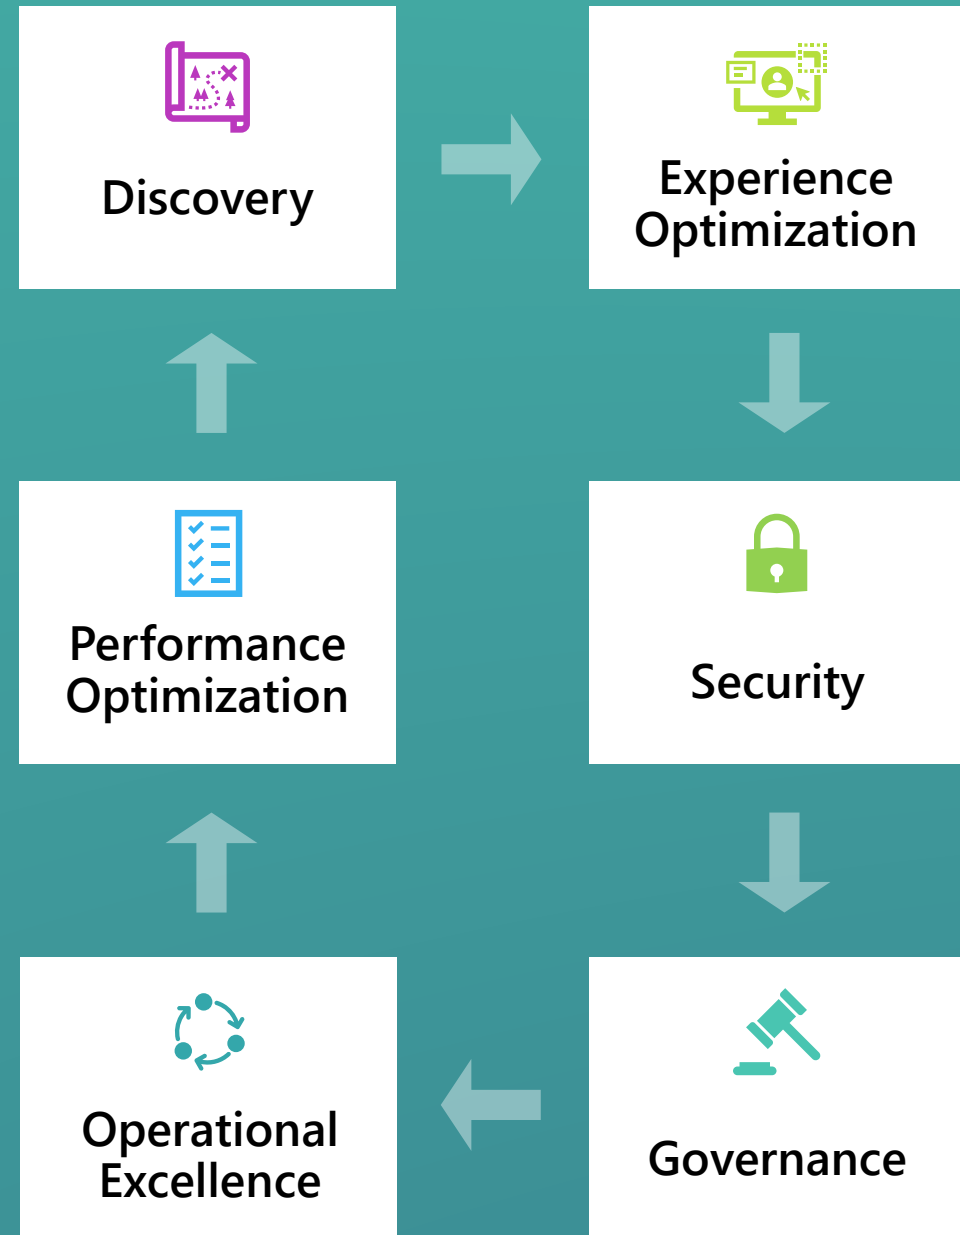 Discovery
Experience
Optimization
Performance
Optimization
Security
Operational
Excellence
Governance